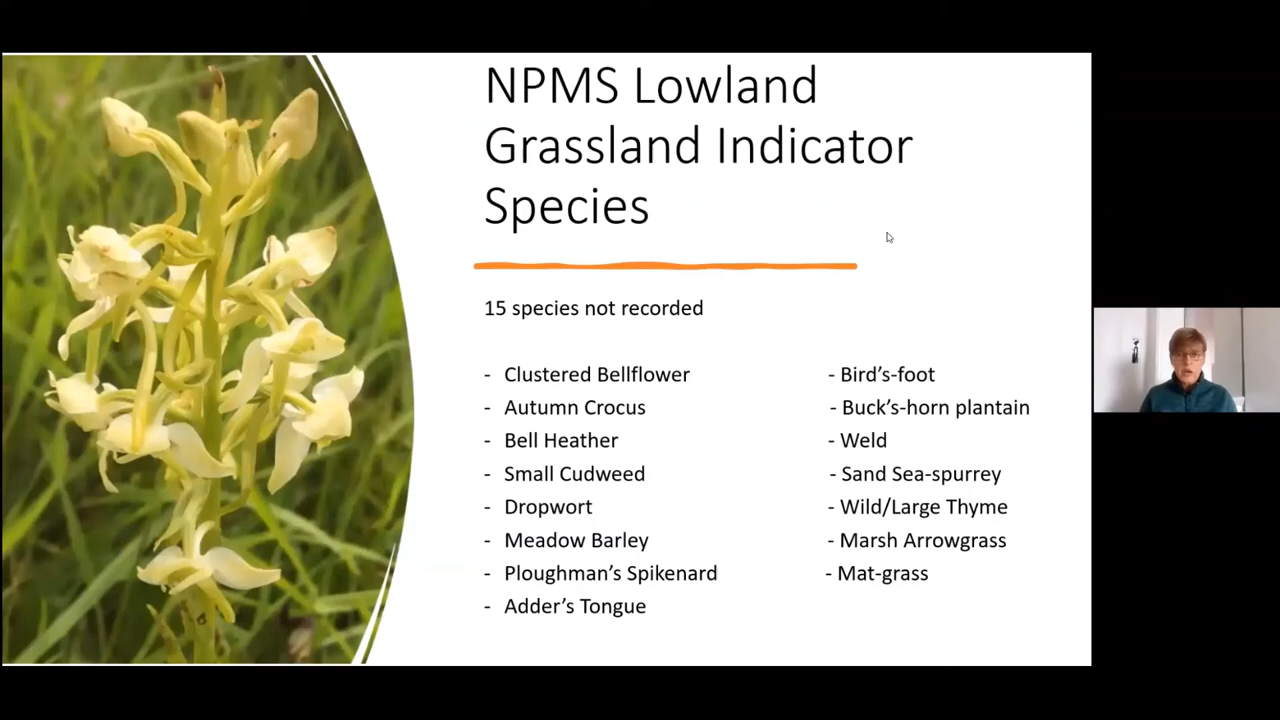 NPMS Lowland
Grassland Indicator
Species
15 species not recorded
- Clustered Bellflower
- Autumn Crocus
- Bell Heather
- Small Cudweed
- Dropwort
- Meadow Barley
- Ploughman's Spikenard
- Adder's Tongue
- Bird's-foot
- Buck's-horn plantain
- Weld
- Sand Sea-spurrey
- Wild/Large Thyme
- Marsh Arrowgrass
- Mat-grass